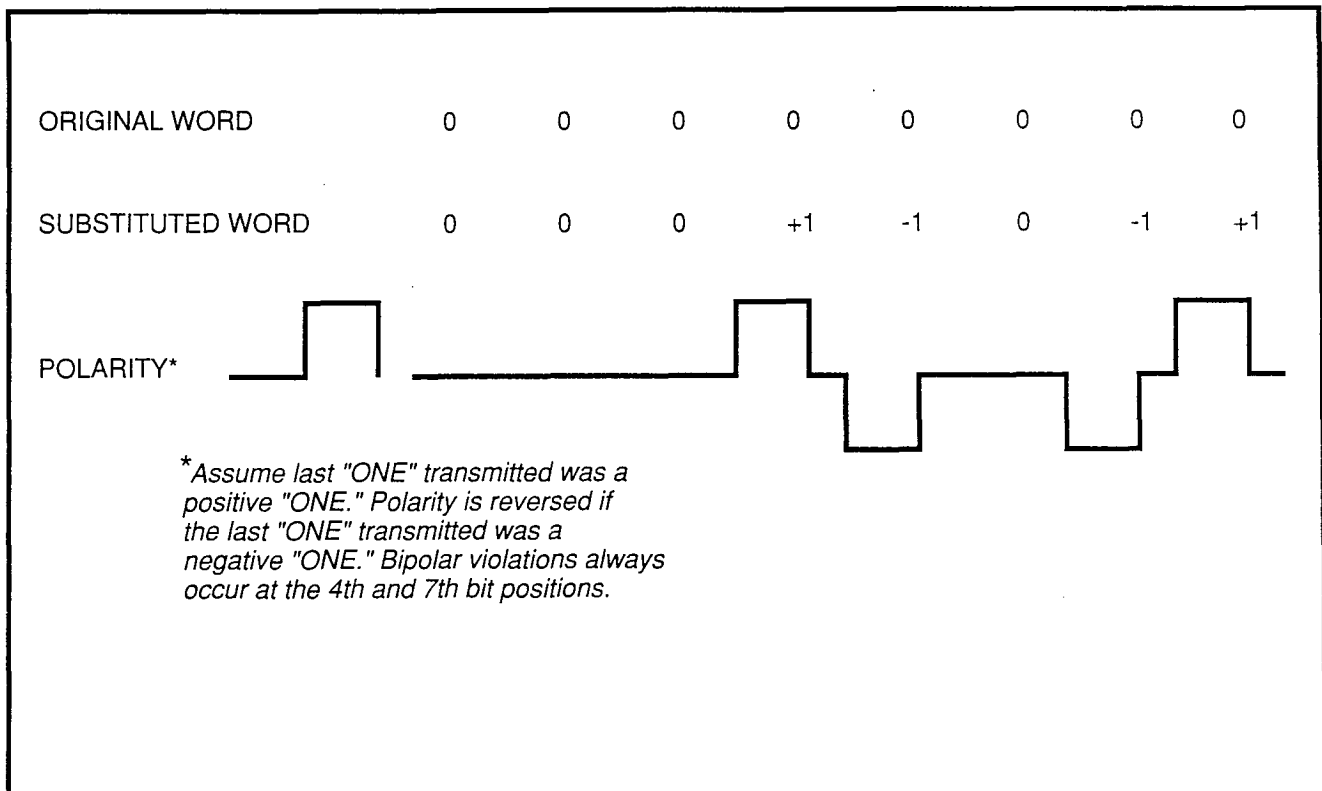 ORIGINAL WORD 0 0 0 0 0 0 0 0
SUBSTITUTED WORD 0 0 0 +1 -1 0 -1 +1
POLARITY*
*Assume last "ONE" transmitted was a
positive "ONE." Polarity is reversed if
the last "ONE" transmitted was a
negative "ONE." Bipolar violations always
occur at the 4th and 7th bit positions.